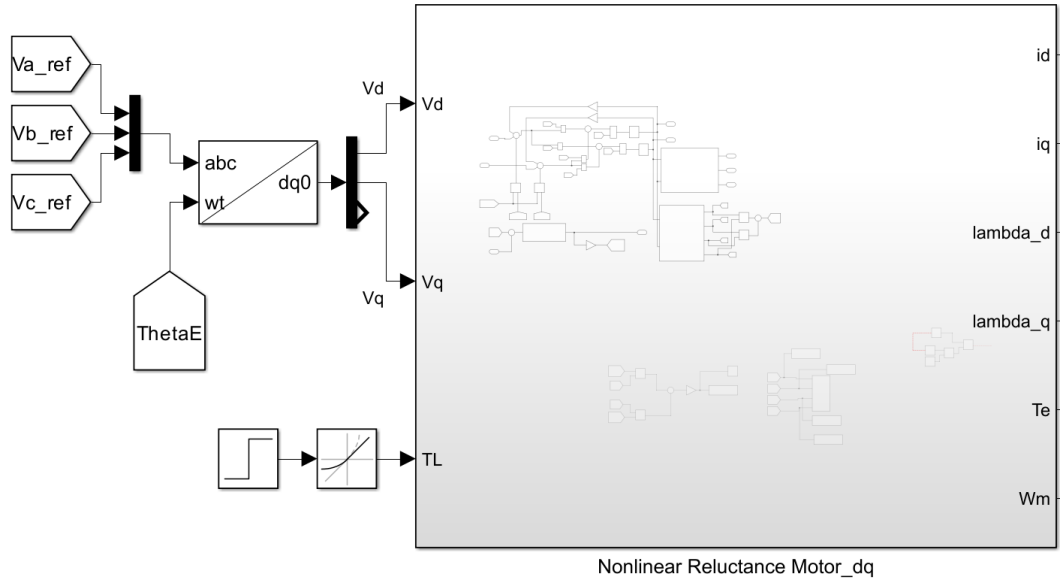 Va_ref
Vb_ref
Vc_ref
abc
wt
dq0
ThetaE
Vd
Vq
Vd
Vq
TL
id
iq
lambda_d
lambda_q
Te
Wm
Nonlinear Reluctance Motor_dq